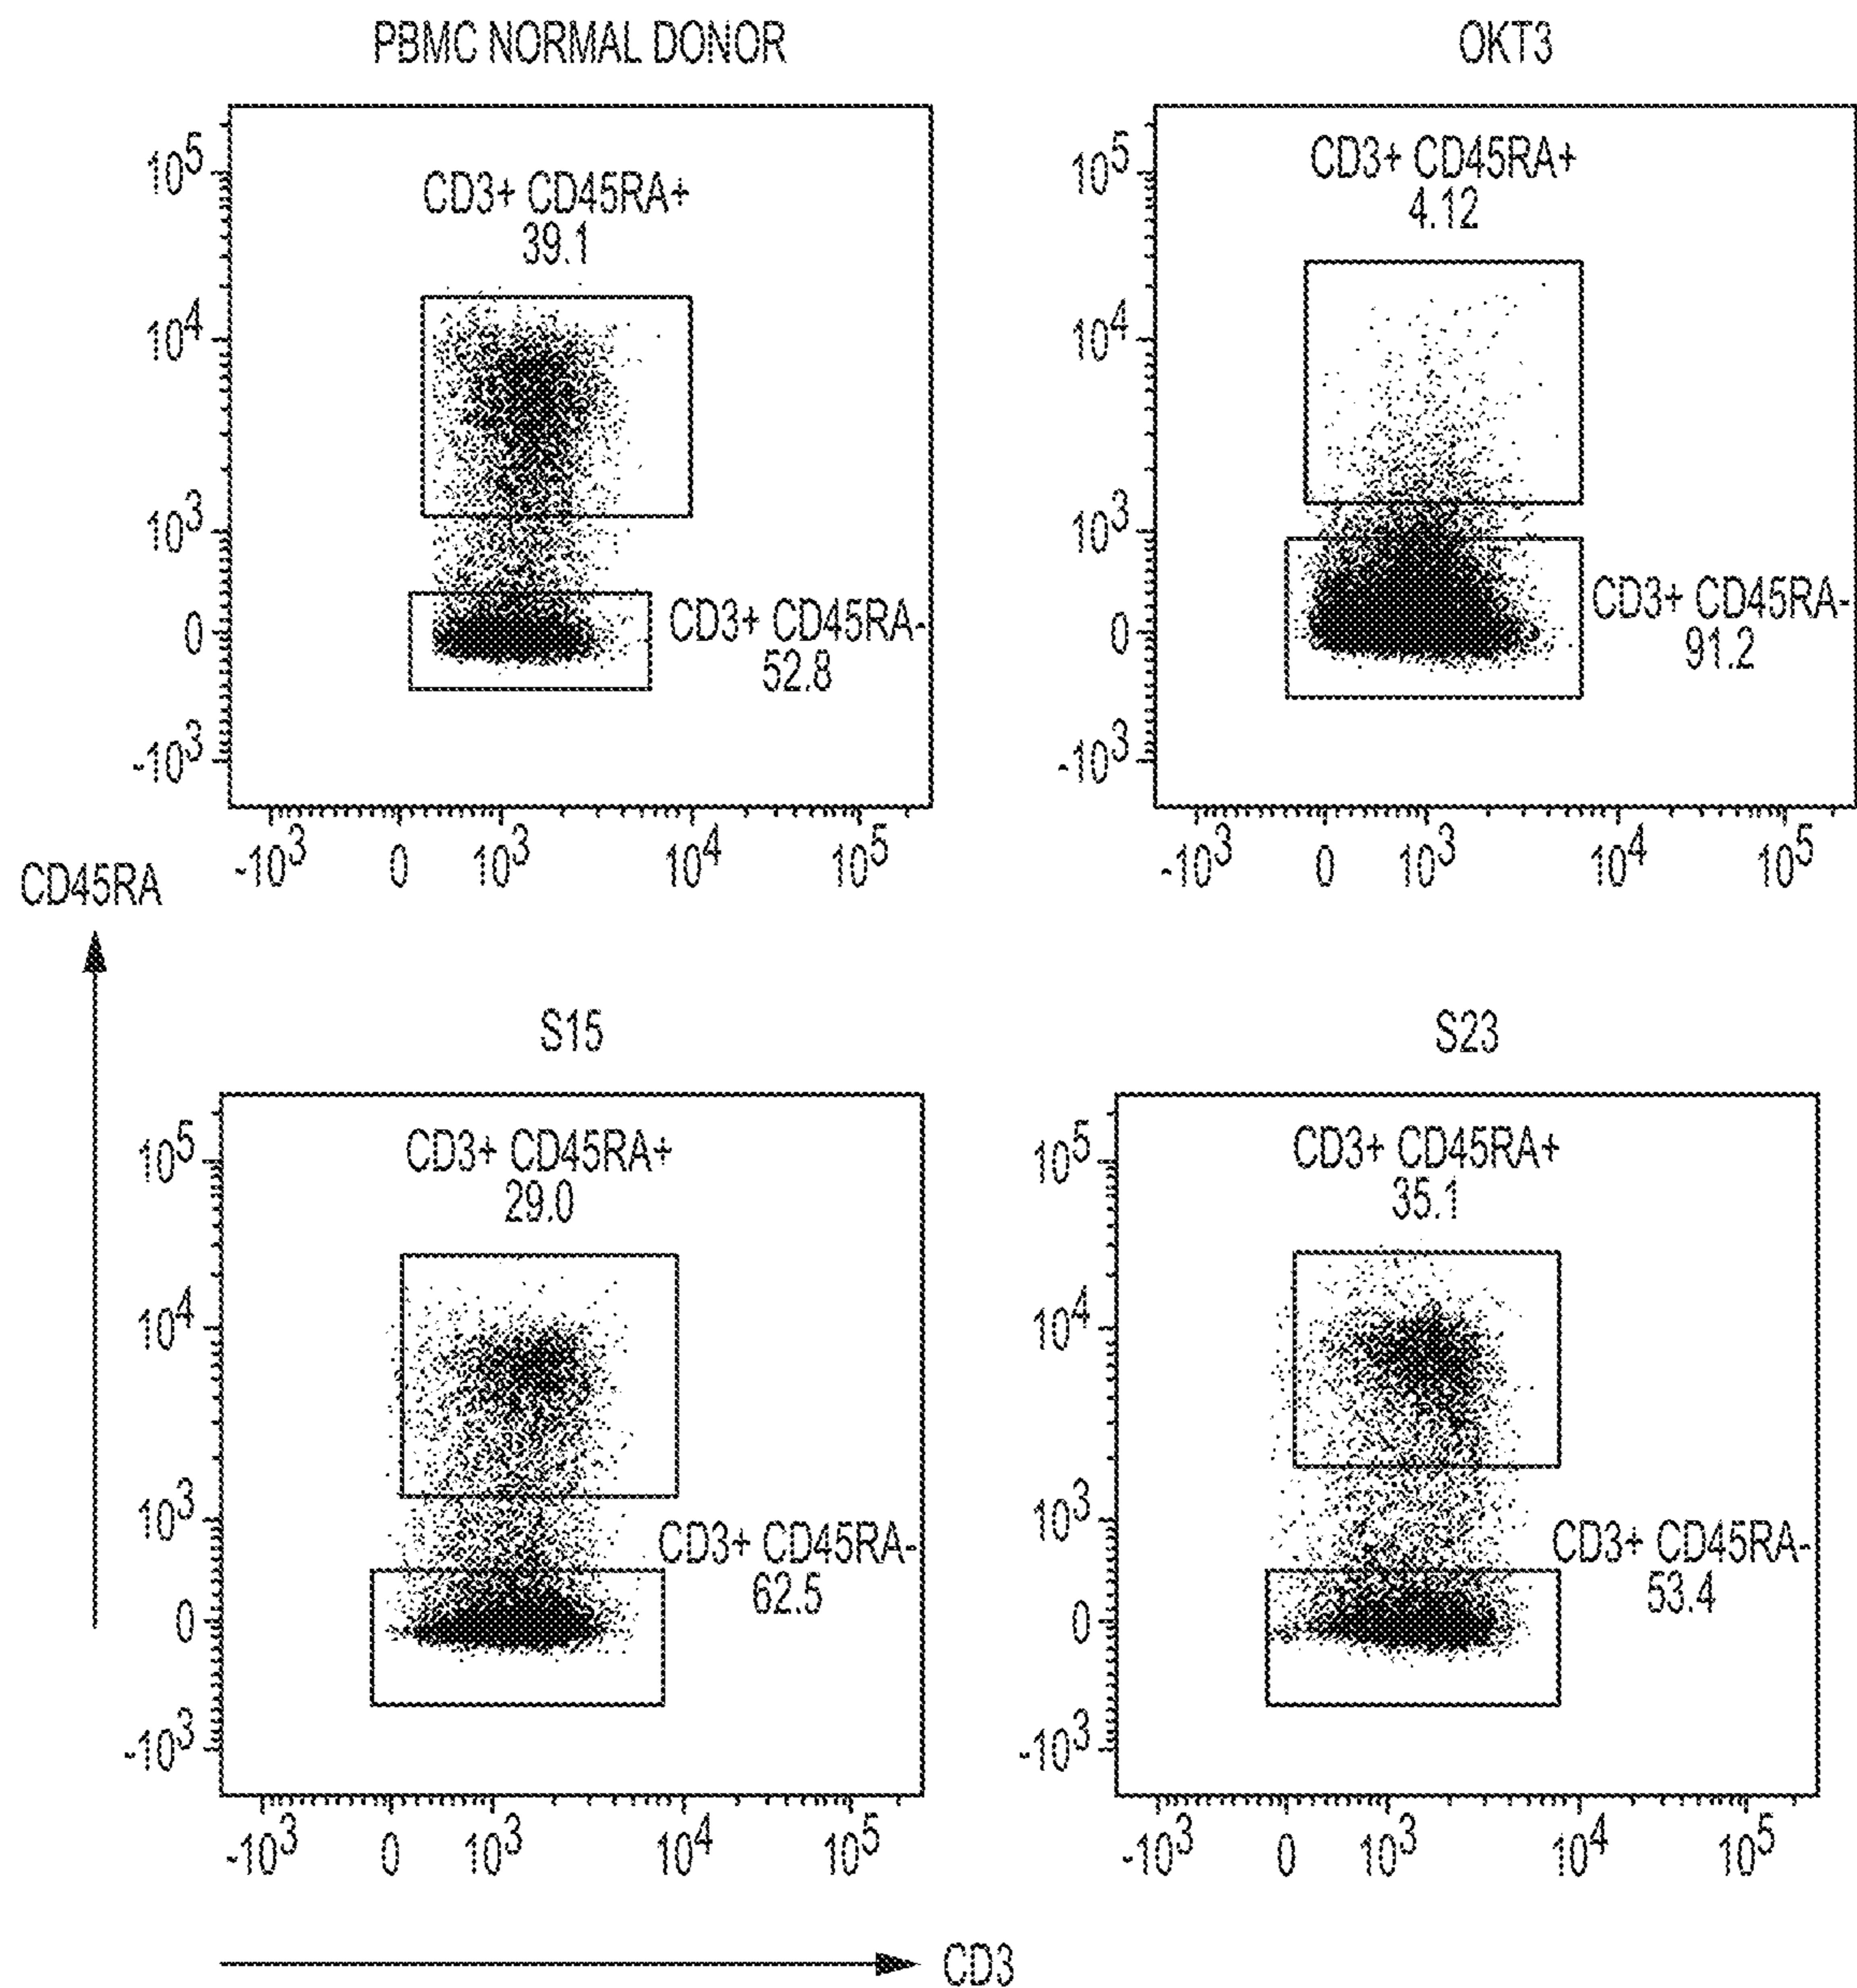 PBMC NORMAL DONOR
10^5
10^4
10^3
0
-10^3
CD3+ CD45RA+
39.1
CD3+ CD45RA-
52.8
-10^3 0 10^3 10^4 10^5
OKT3
10^5
10^4
10^3
0
-10^3
CD3+ CD45RA+
4.12
CD3+ CD45RA-
91.2
-10^3 0 10^3 10^4 10^5
CD45RA
S15
10^5
10^4
10^3
0
-10^3
CD3+ CD45RA+
29.0
CD3+ CD45RA-
62.5
-10^3 0 10^3 10^4 10^5
S23
10^5
10^4
10^3
0
-10^3
CD3+ CD45RA+
35.1
CD3+ CD45RA-
53.4
-10^3 0 10^3 10^4 10^5
CD3